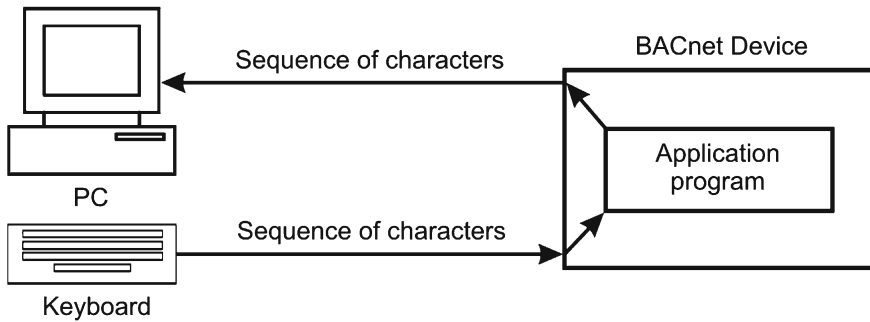 BACnet Device
Sequence of characters
Application
program
PC
Sequence of characters
Keyboard